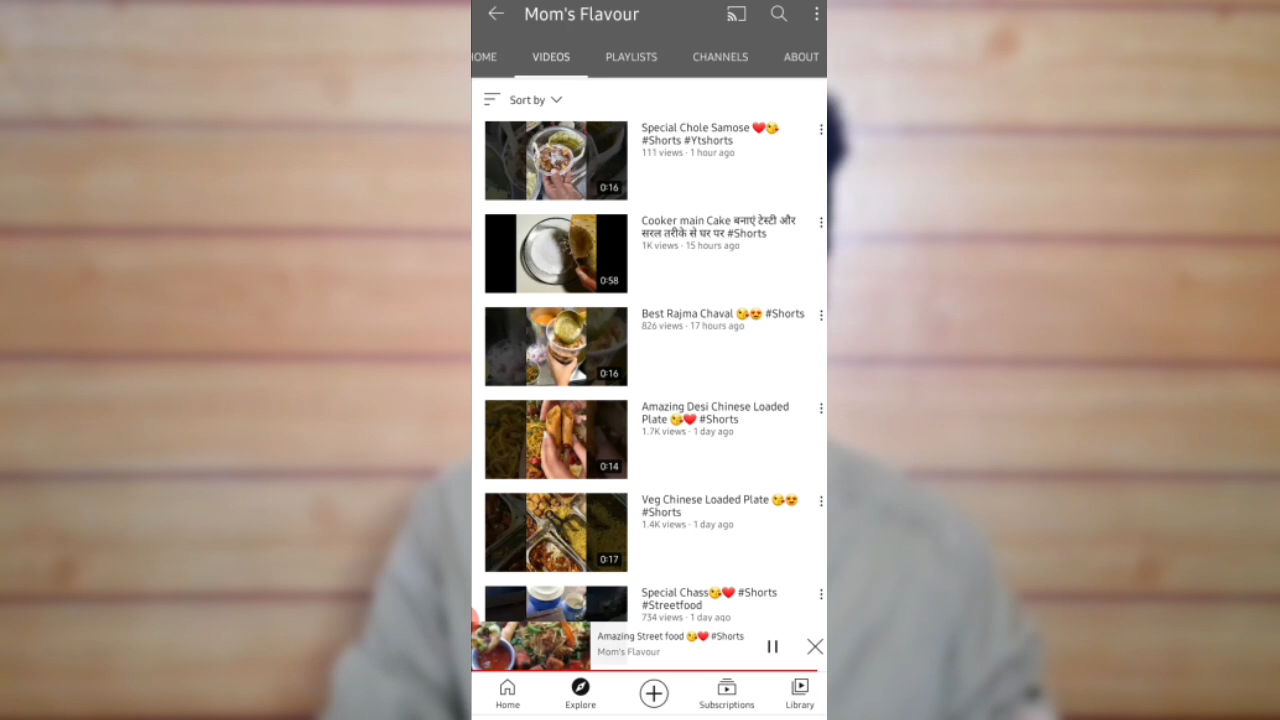 Mom's Flavour
HOME VIDEOS PLAYLISTS CHANNELS ABOUT
Sort by
Special Chole Samose ❤️😘
#Shorts #Ytshorts
111 views · 1 hour ago
0:16
Cooker main Cake बनाएं टेस्टी और
सरल तरीके से घर पर #Shorts
1K views · 15 hours ago
0:58
Best Rajma Chaval 😘😍 #Shorts
826 views · 17 hours ago
0:16
Amazing Desi Chinese Loaded
Plate 😘❤️ #Shorts
1.7K views · 1 day ago
0:14
Veg Chinese Loaded Plate 😘😍
#Shorts
1.4K views · 1 day ago
0:17
Special Chass😘❤️ #Shorts
#Streetfood
734 views · 1 day ago
Amazing Street food 😘❤️ #Shorts
Mom's Flavour
Home Explore Subscriptions Library